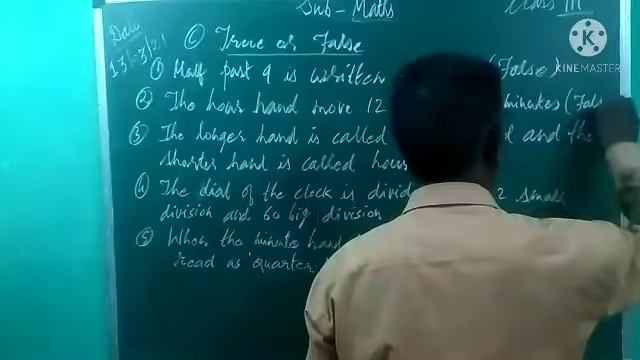 Sub - Maths
Class III
Date
13/03/21
Ⓒ True or False
① Half past 9 is written (False)
② The hour hand move 12 minutes (Fals
③ The longer hand is called and the
shorter hand is called hour
④ The dial of the clock is divid 2 small
division and 60 big division
⑤ When the minute hand
read as quarter
Made with
KINEMASTER